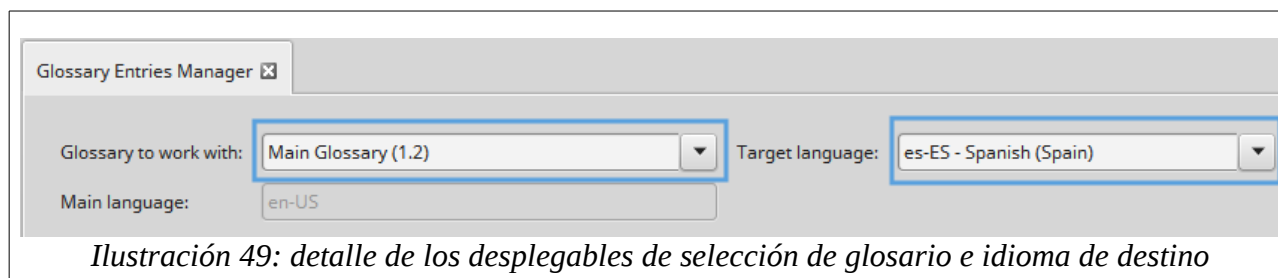 Glossary Entries Manager
Glossary to work with: Main Glossary (1.2) Target language: es-ES - Spanish (Spain)
Main language: en-US
Ilustración 49: detalle de los desplegables de selección de glosario e idioma de destino